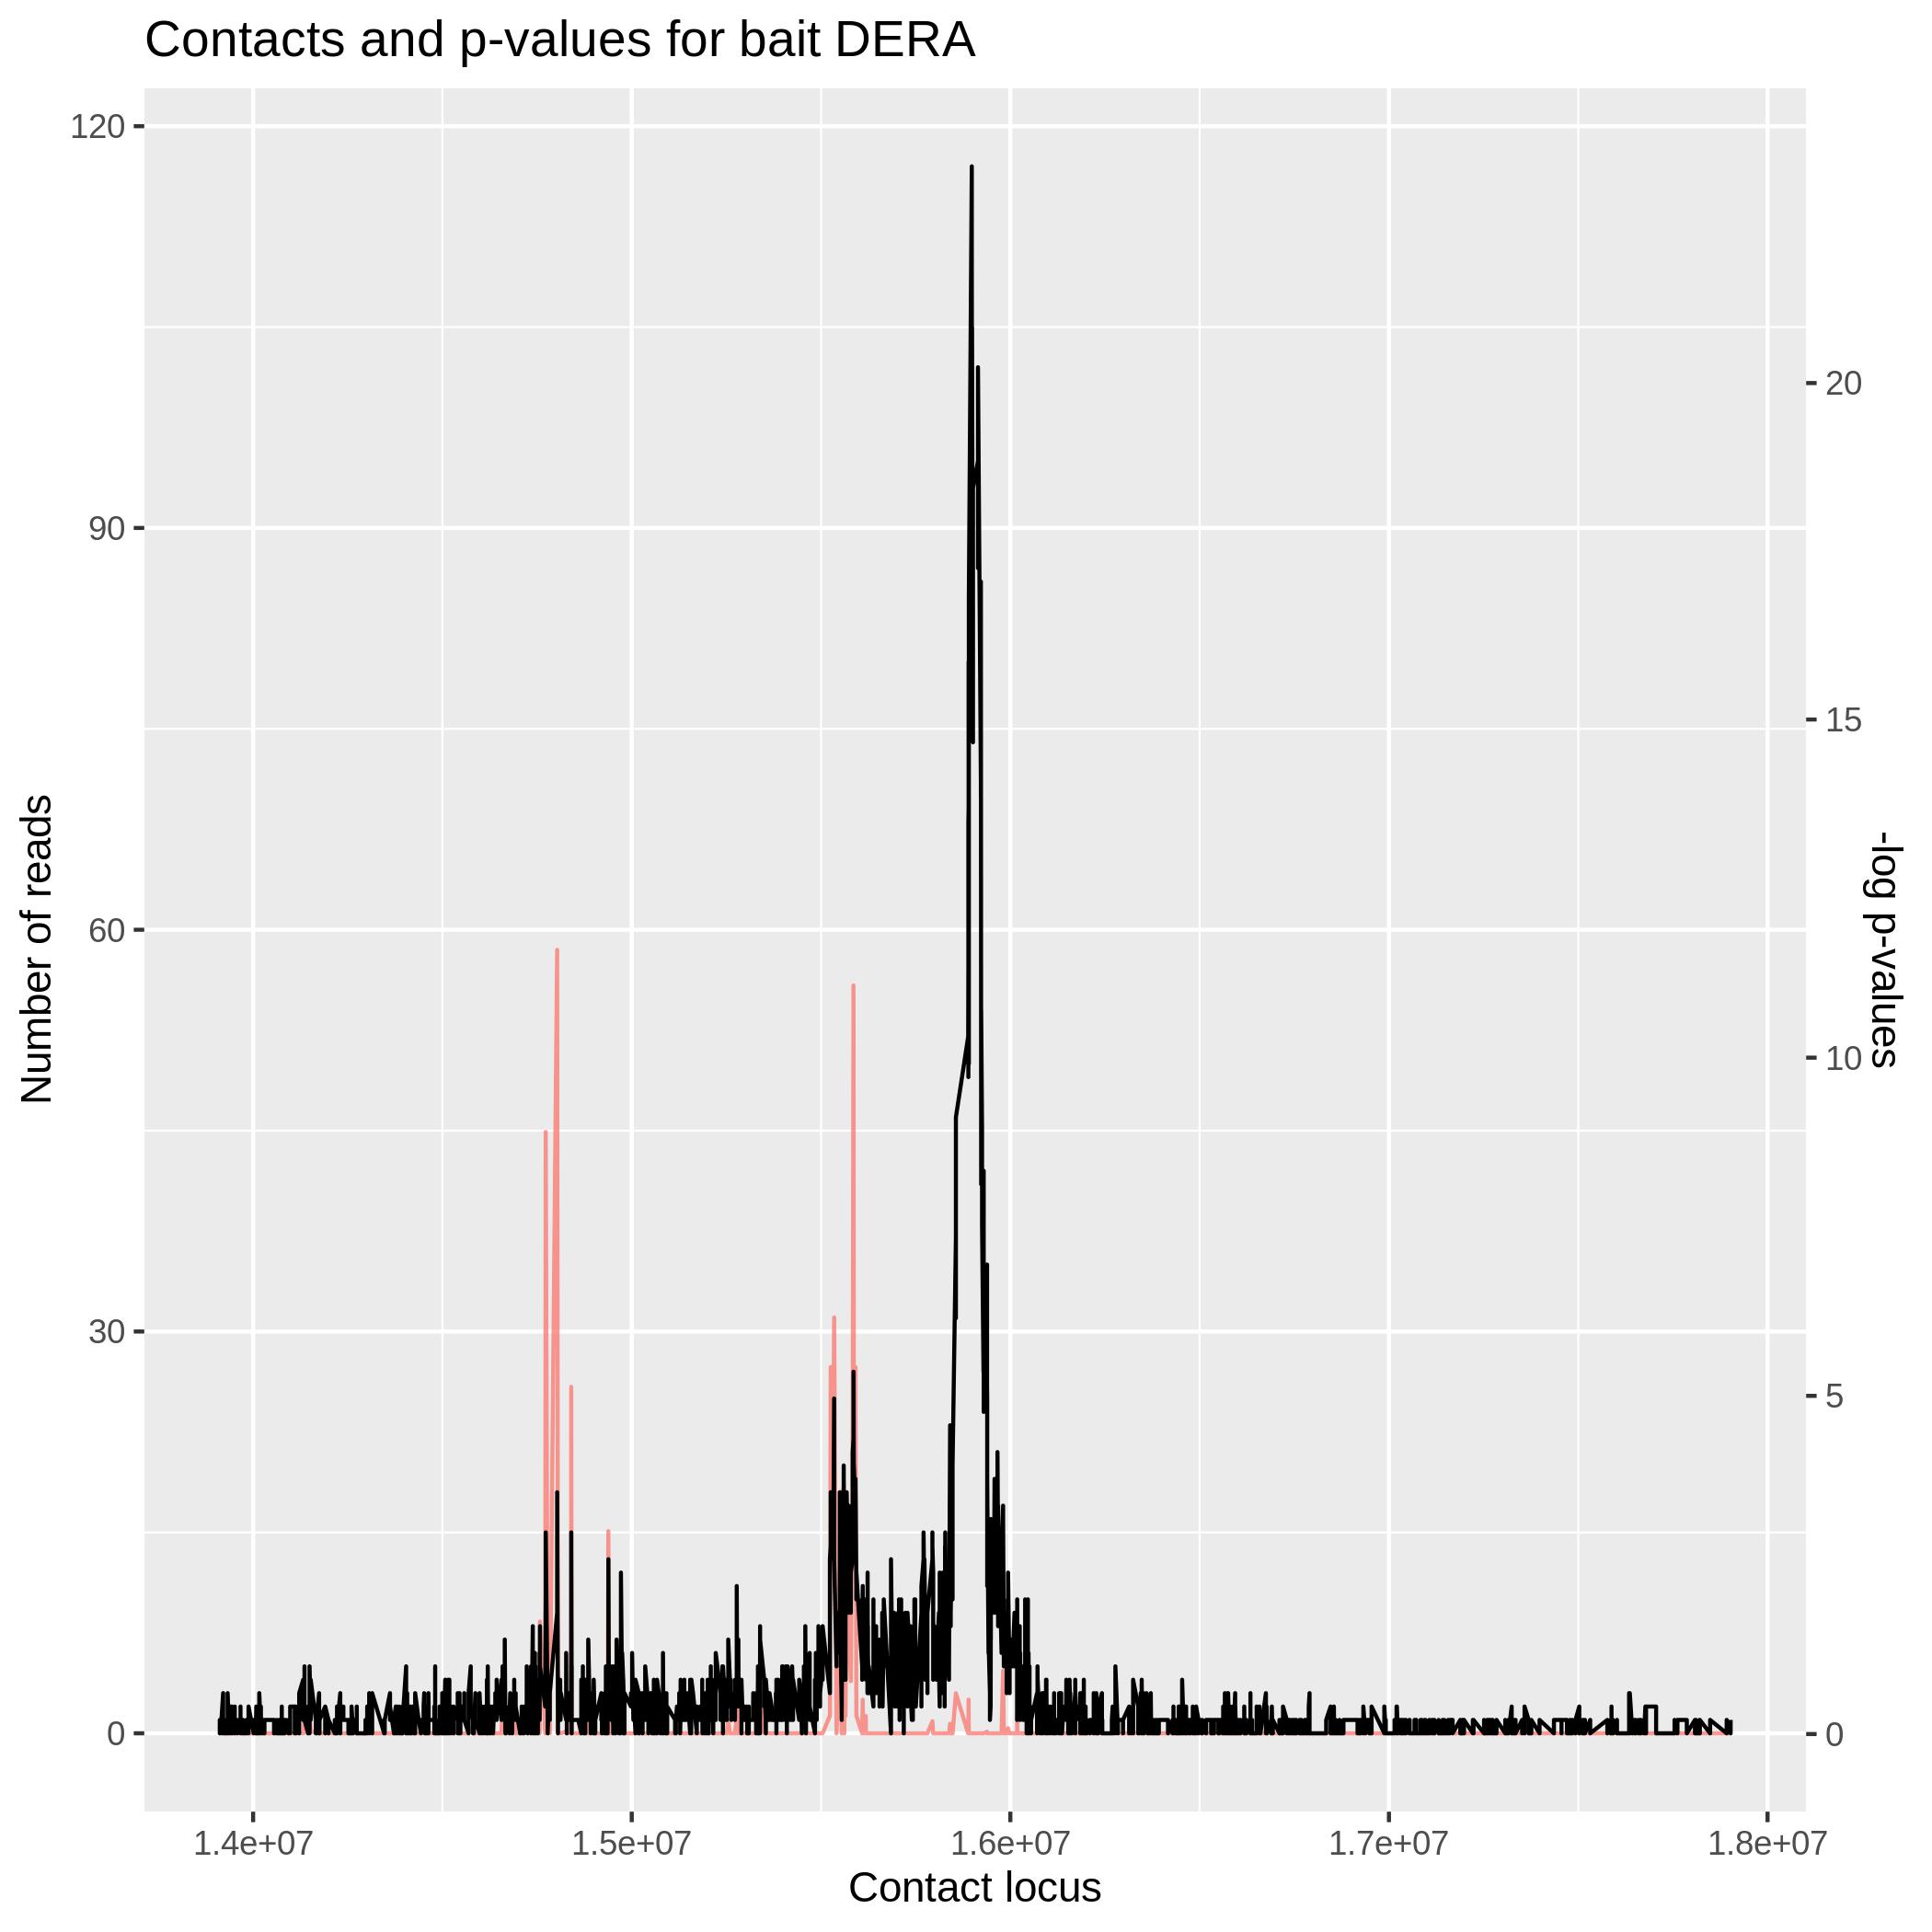 Contacts and p-values for bait DERA
120
90
60
30
0
Number of reads
20
15
10
5
0
-log p-values
1.4e+07 1.5e+07 1.6e+07 1.7e+07 1.8e+07
Contact locus